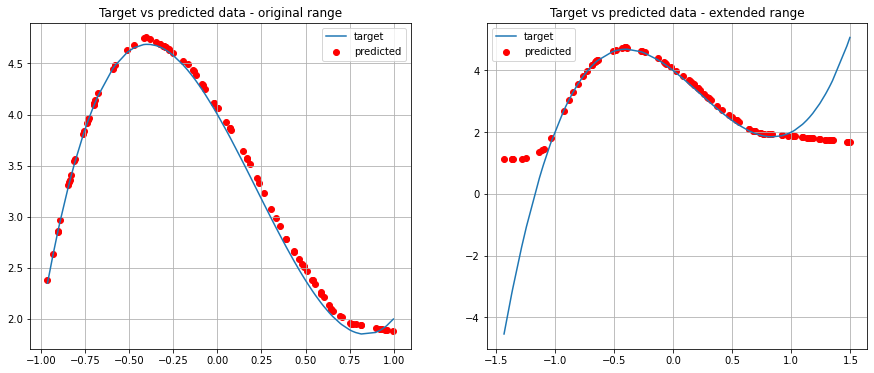 Target vs predicted data - original range
target
predicted
4.5
4.0
3.5
3.0
2.5
2.0
−1.00 −0.75 −0.50 −0.25 0.00 0.25 0.50 0.75 1.00
Target vs predicted data - extended range
target
predicted
4
2
0
−2
−4
−1.5 −1.0 −0.5 0.0 0.5 1.0 1.5